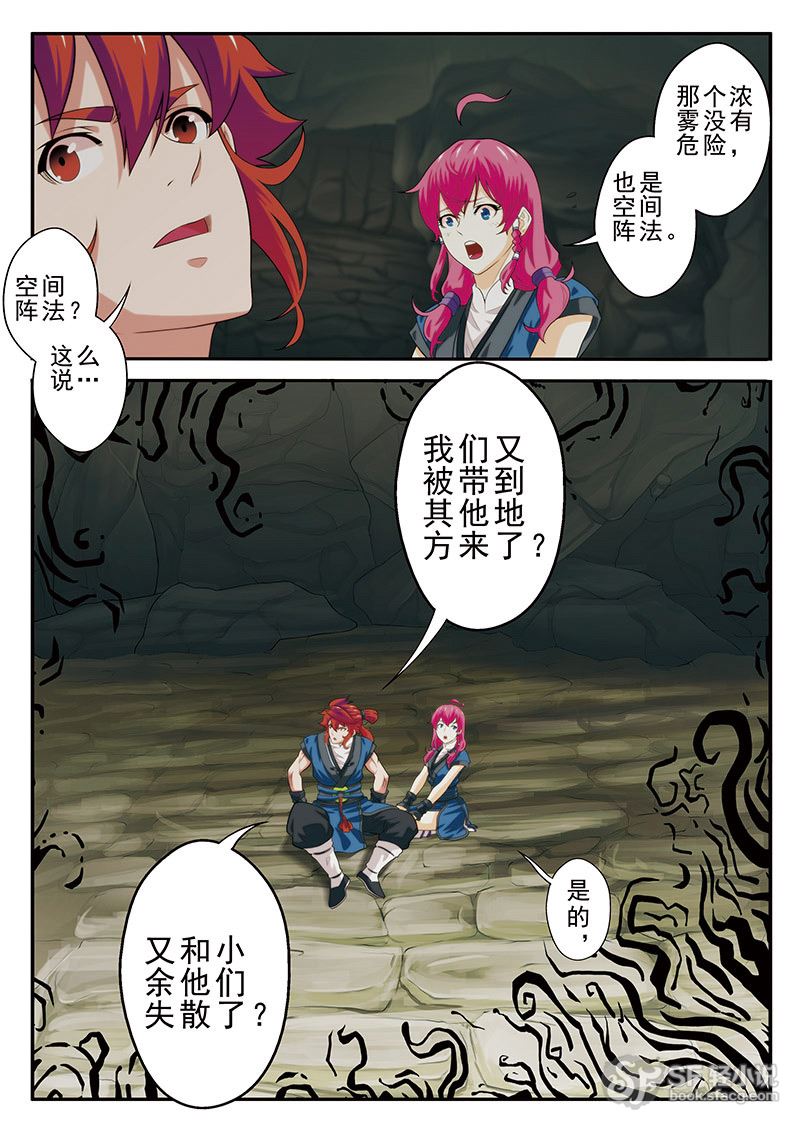 那个浓
雾没有
危险，
也是
空间
阵法。
空间
阵法？
这么
说…
我们又
被带到
其他地
方来了？
又和小
余他们
失散了？
是
的，
SF轻小说
book.sfacg.com